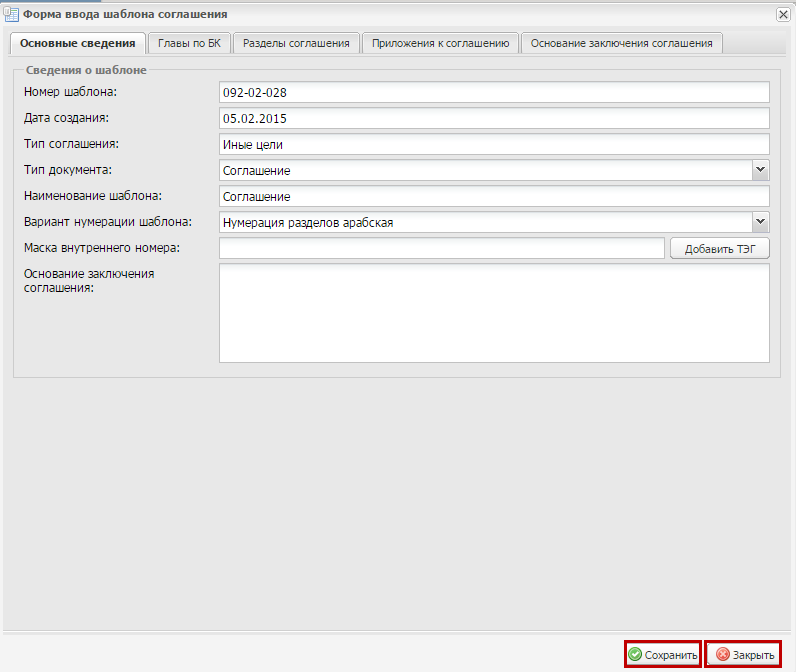 Форма ввода шаблона соглашения
Основные сведения
Главы по БК
Разделы соглашения
Приложения к соглашению
Основание заключения соглашения
Сведения о шаблоне
Номер шаблона: 092-02-028
Дата создания: 05.02.2015
Тип соглашения: Иные цели
Тип документа: Соглашение
Наименование шаблона: Соглашение
Вариант нумерации шаблона: Нумерация разделов арабская
Маска внутреннего номера: Добавить ТЭГ
Основание заключения
соглашения:
Сохранить Закрыть